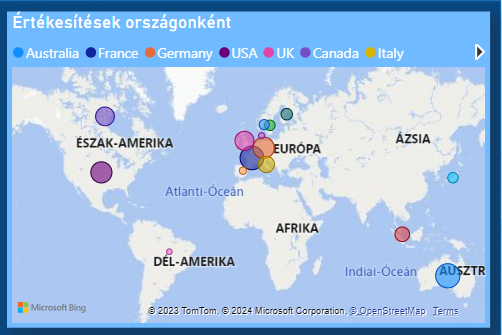 Értékesítések országonként
Australia France Germany USA UK Canada Italy
ÉSZAK-AMERIKA
ÁZSIA
EURÓPA
Atlanti-Óceán
AFRIKA
DÉL-AMERIKA
Indiai-Óceán
AUSZTR
Microsoft Bing
© 2023 TomTom, © 2024 Microsoft Corporation, © OpenStreetMap Terms